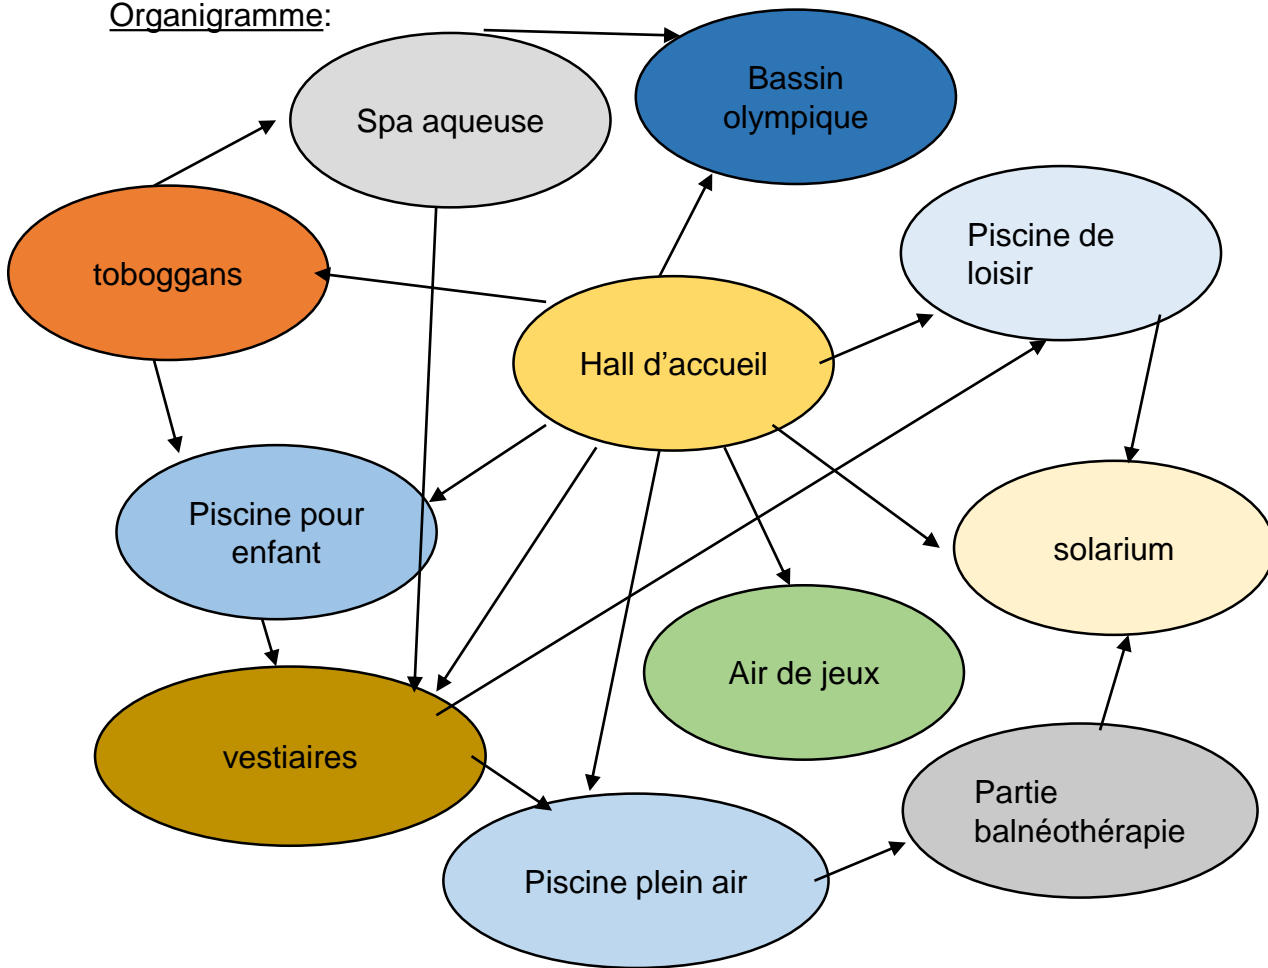 Organigramme:
Spa aqueuse
Bassin
olympique
Piscine de
loisir
toboggans
Hall d’accueil
Piscine pour
enfant
solarium
Air de jeux
vestiaires
Partie
balnéothérapie
Piscine plein air